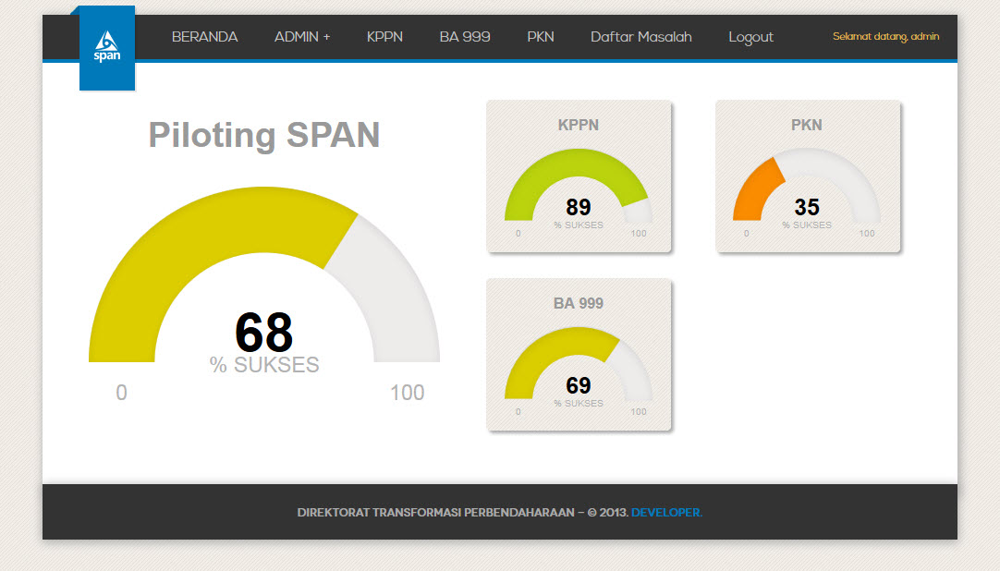 span
BERANDA ADMIN + KPPN BA 999 PKN Daftar Masalah Logout Selamat datang, admin
Piloting SPAN
68
% SUKSES
0 100
KPPN
89
% SUKSES
0 100
PKN
35
% SUKSES
0 100
BA 999
69
% SUKSES
0 100
DIREKTORAT TRANSFORMASI PERBENDAHARAAN – © 2013. DEVELOPER.